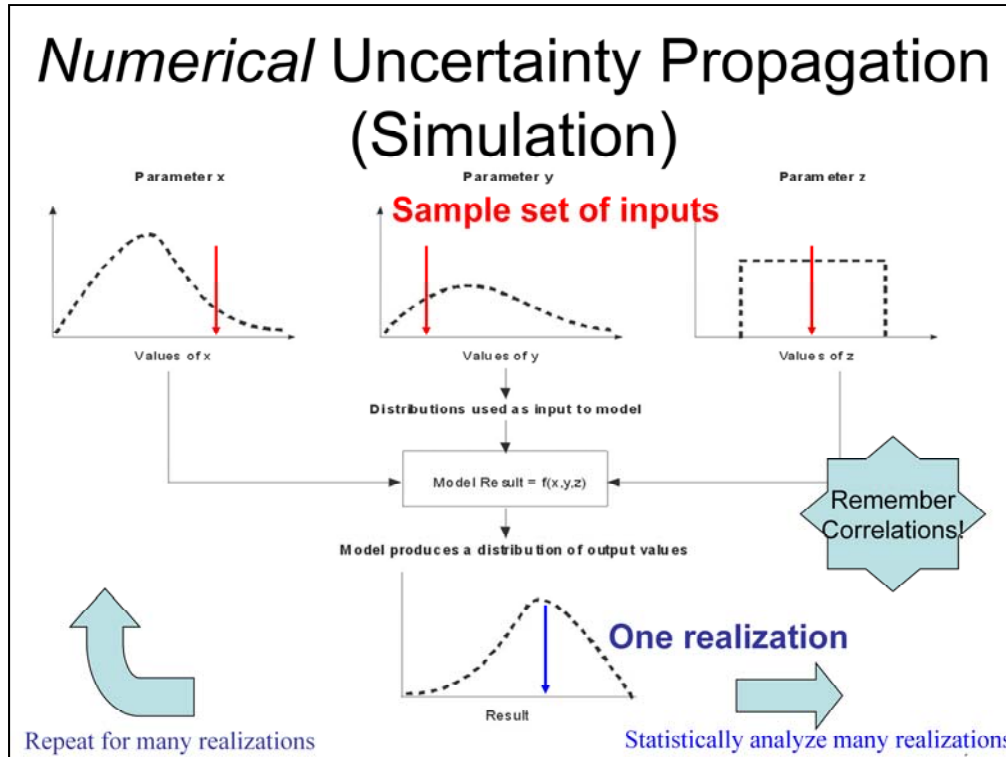 Numerical Uncertainty Propagation
(Simulation)
Parameter x
Parameter y
Parameter z
Sample set of inputs
Values of x
Values of y
Values of z
Distributions used as input to model
Model Result = f(x,y,z)
Remember
Correlations!
Model produces a distribution of output values
One realization
Result
Repeat for many realizations
Statistically analyze many realizations